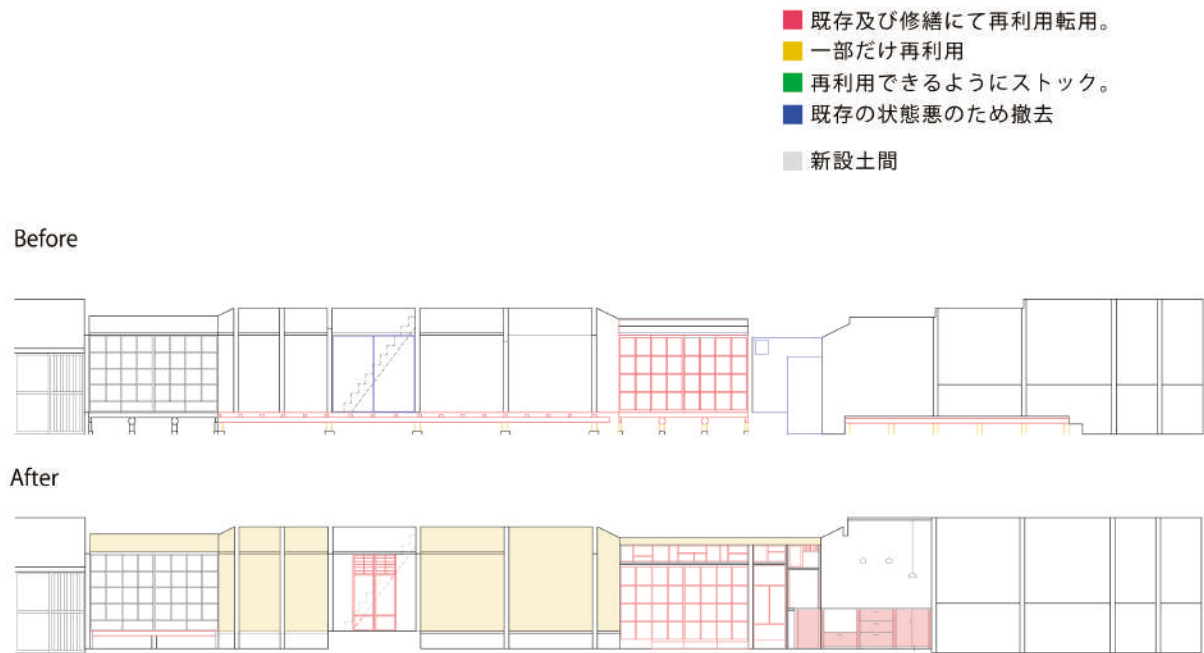 既存及び修繕にて再利用転用。
一部だけ再利用
再利用できるようにストック。
既存の状態悪のため撤去
新設土間
Before
After